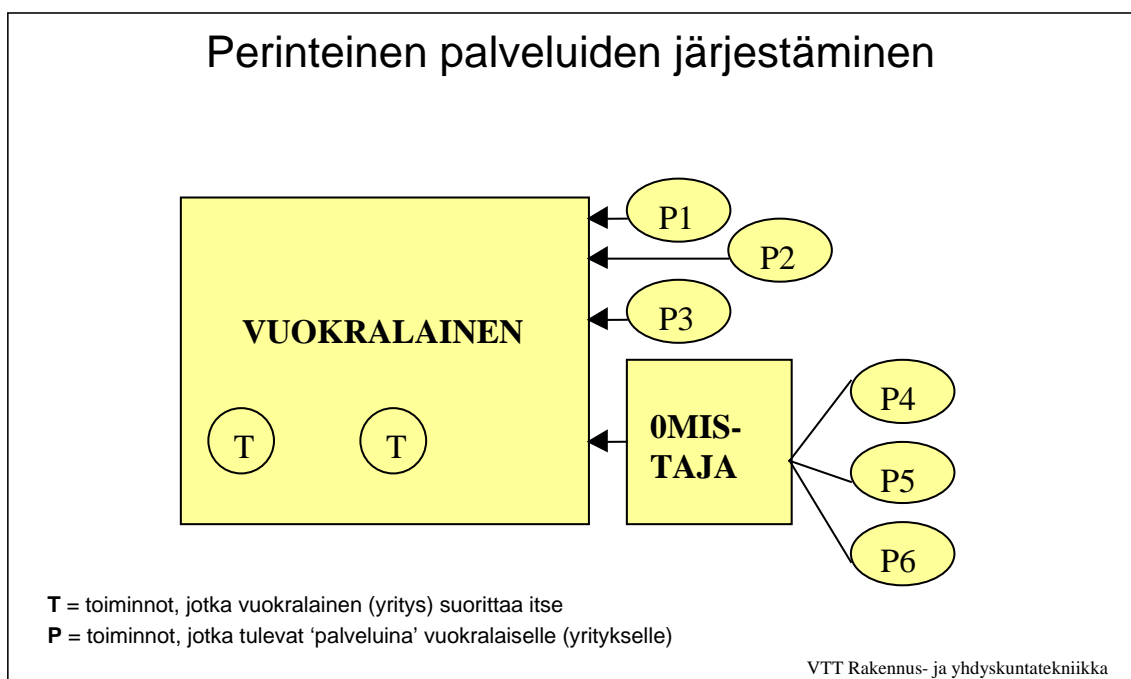 Perinteinen palveluiden järjestäminen
P1
P2
P3
VUOKRALAINEN
T
T
0MIS-
TAJA
P4
P5
P6
T = toiminnot, jotka vuokralainen (yritys) suorittaa itse
P = toiminnot, jotka tulevat ‘palveluina’ vuokralaiselle (yritykselle)
VTT Rakennus- ja yhdyskuntatekniikka